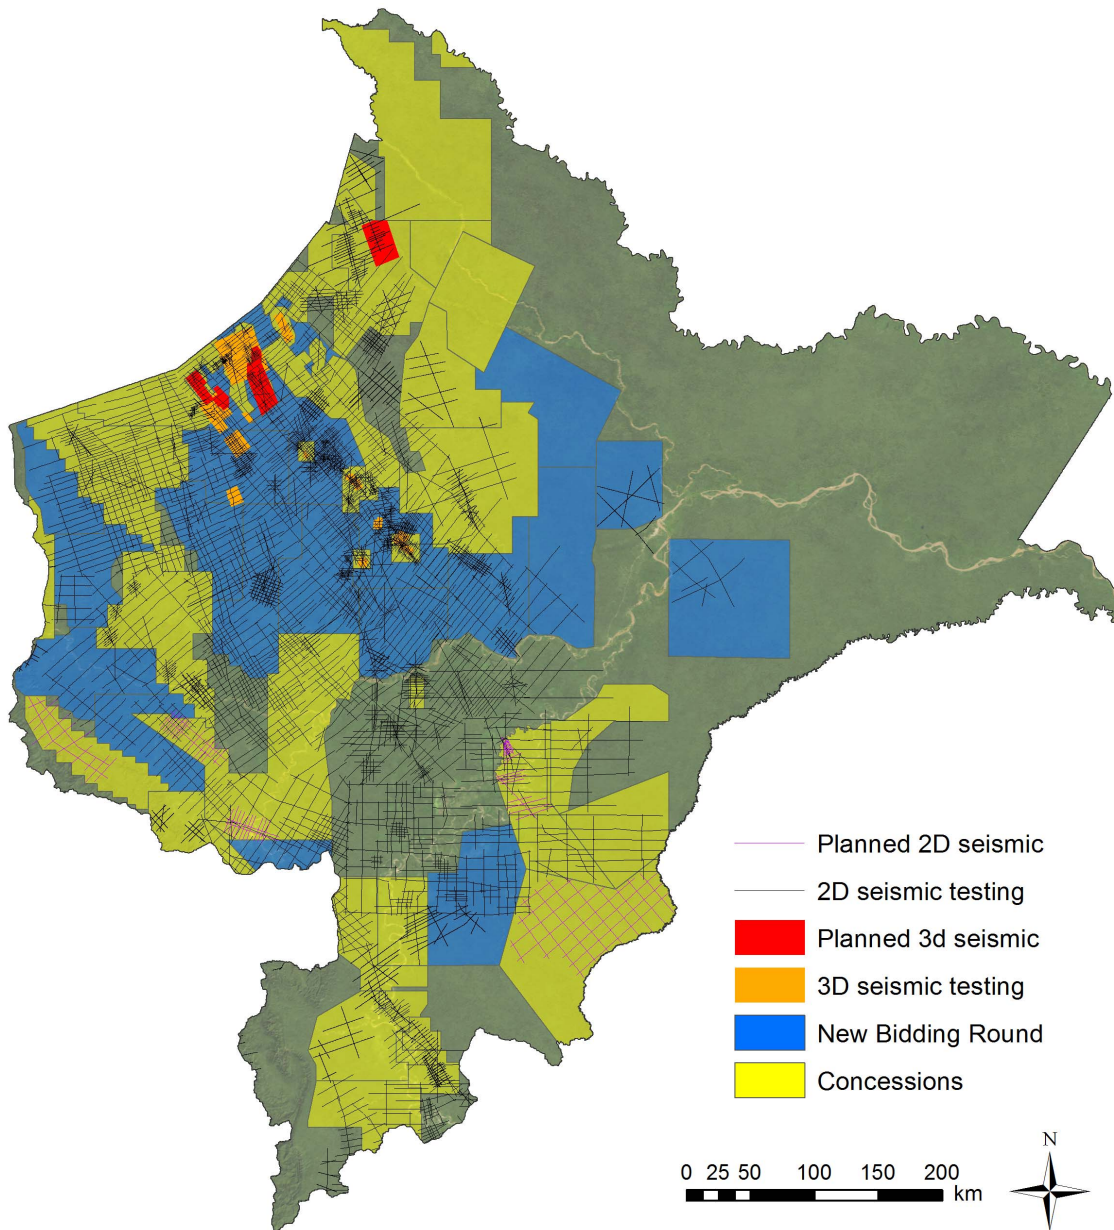 Planned 2D seismic
2D seismic testing
Planned 3d seismic
3D seismic testing
New Bidding Round
Concessions
N
0 25 50 100 150 200
km